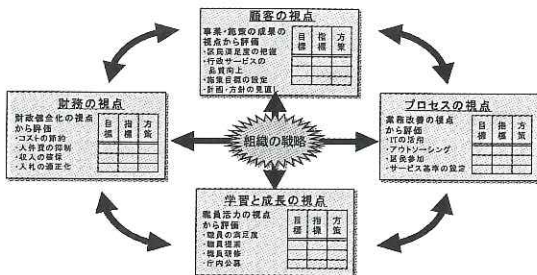 顧客の視点
事業・施策の成果の
視点から評価
・区民満足度の把握
・行政サービスの
品質向上
・施策目標の設定
・計画・方針の見直し
目標 指標 方策
財務の視点
財政健全化の視点
から評価
・コストの節約
・人件費の抑制
・収入の確保
・入札の適正化
目標 指標 方策
組織の戦略
プロセスの視点
業務改善の視点
から評価
・ITの活用
・アウトソーシング
・区民参加
・サービス基準の設定
目標 指標 方策
学習と成長の視点
職員活力の視点
から評価
・職員の満足度
・職員提案
・職員研修
・庁内公募
目標 指標 方策